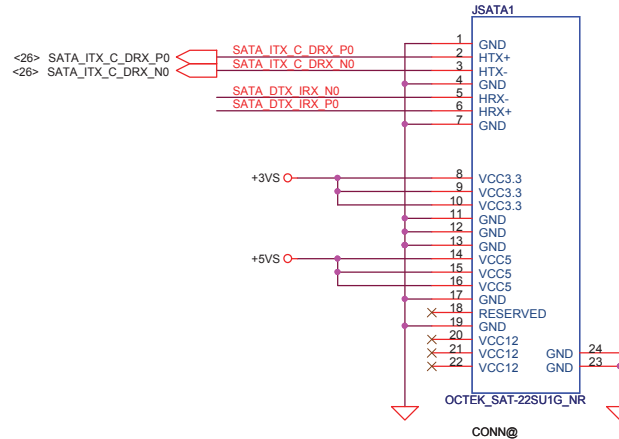 JSATA1
1 GND
<26> SATA_ITX_C_DRX_P0 SATA_ITX_C_DRX_P0 2 HTX+
<26> SATA_ITX_C_DRX_N0 SATA_ITX_C_DRX_N0 3 HTX-
4 GND
SATA_DTX_IRX_N0 5 HRX-
SATA_DTX_IRX_P0 6 HRX+
7 GND
+3VS 8 VCC3.3
9 VCC3.3
10 VCC3.3
11 GND
12 GND
13 GND
+5VS 14 VCC5
15 VCC5
16 VCC5
17 GND
18 RESERVED
19 GND
20 VCC12
21 VCC12 GND 24
22 VCC12 GND 23
OCTEK_SAT-22SU1G_NR
CONN@